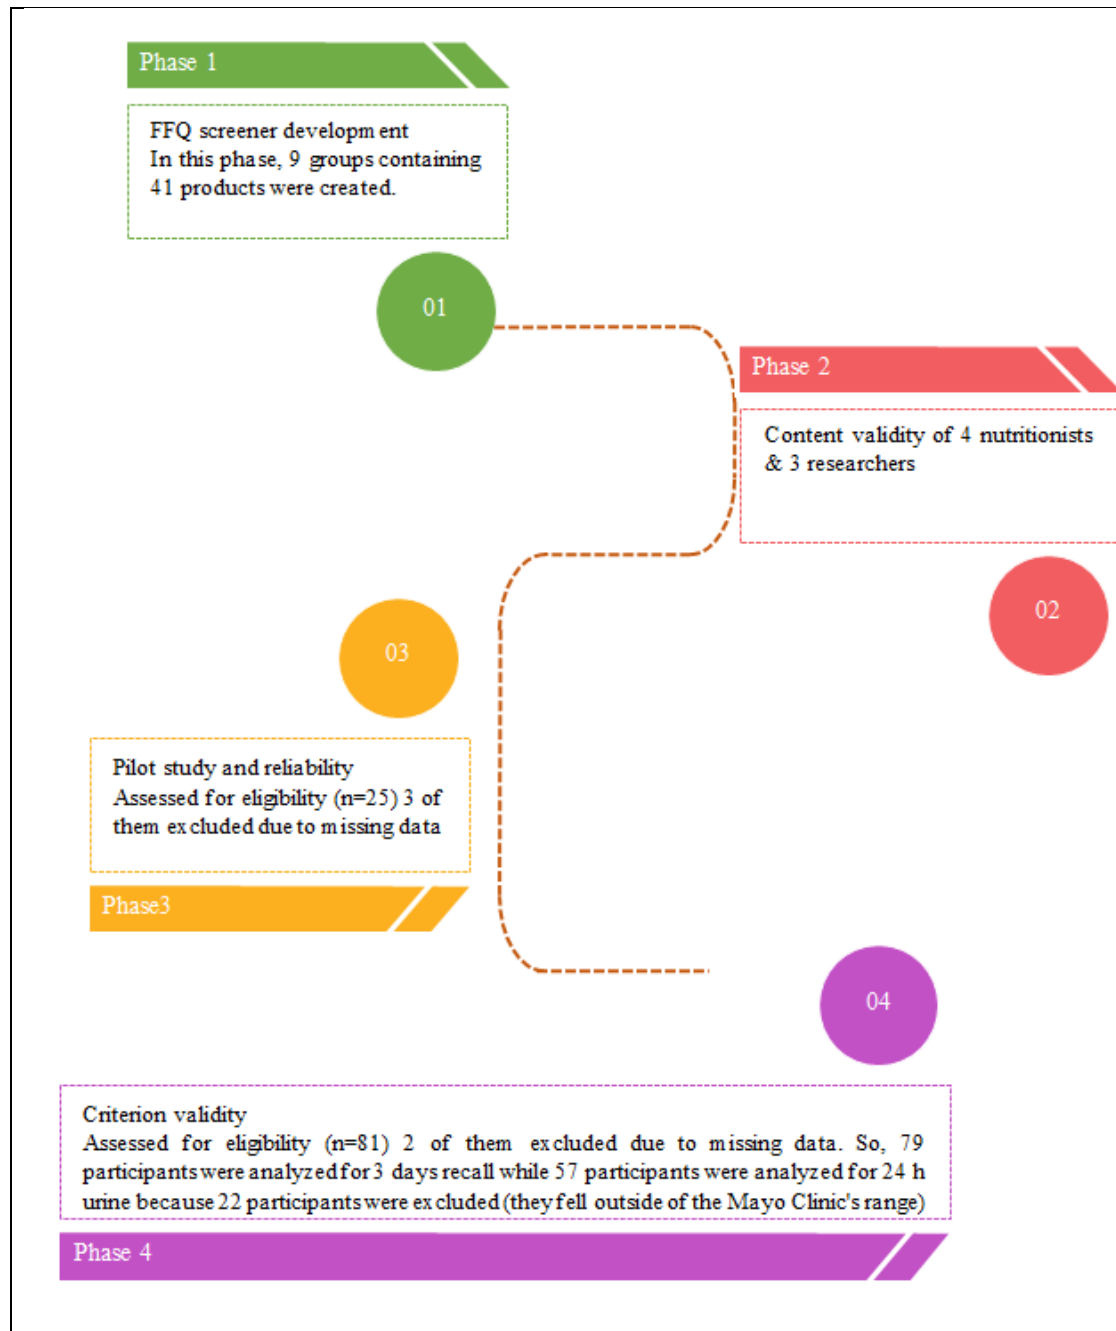 Phase 1
FFQ screener development
In this phase, 9 groups containing
41 products were created.
01
Phase 2
Content validity of 4 nutritionists
& 3 researchers
02
03
Pilot study and reliability
Assessed for eligibility (n=25) 3 of
them excluded due to missing data
Phase3
04
Criterion validity
Assessed for eligibility (n=81) 2 of them excluded due to missing data. So, 79
participants were analyzed for 3 days recall while 57 participants were analyzed for 24 h
urine because 22 participants were excluded (they fell outside of the Mayo Clinic's range)
Phase 4